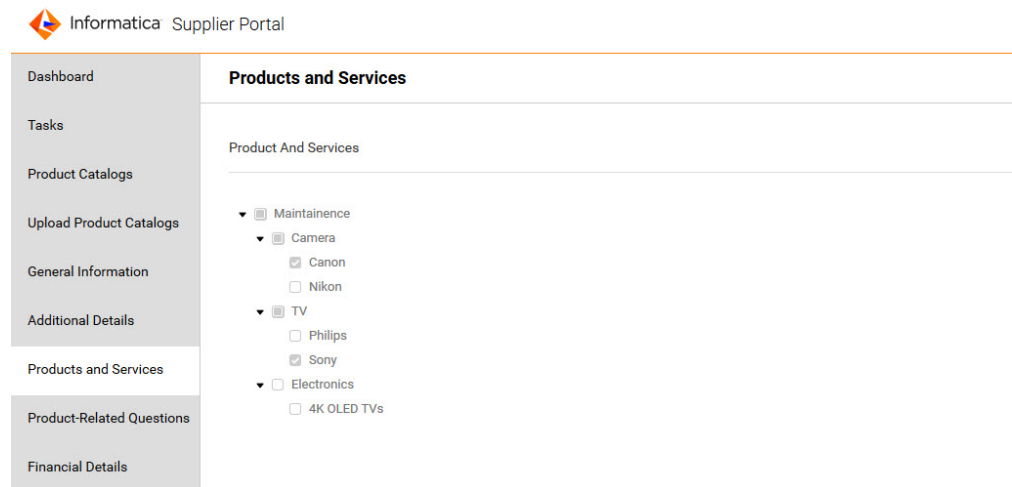 Informatica Supplier Portal
Dashboard
Products and Services
Tasks
Product And Services
Product Catalogs
Upload Product Catalogs
General Information
Additional Details
Products and Services
Product-Related Questions
Financial Details
Maintainence
Camera
Canon
Nikon
TV
Philips
Sony
Electronics
4K OLED TVs